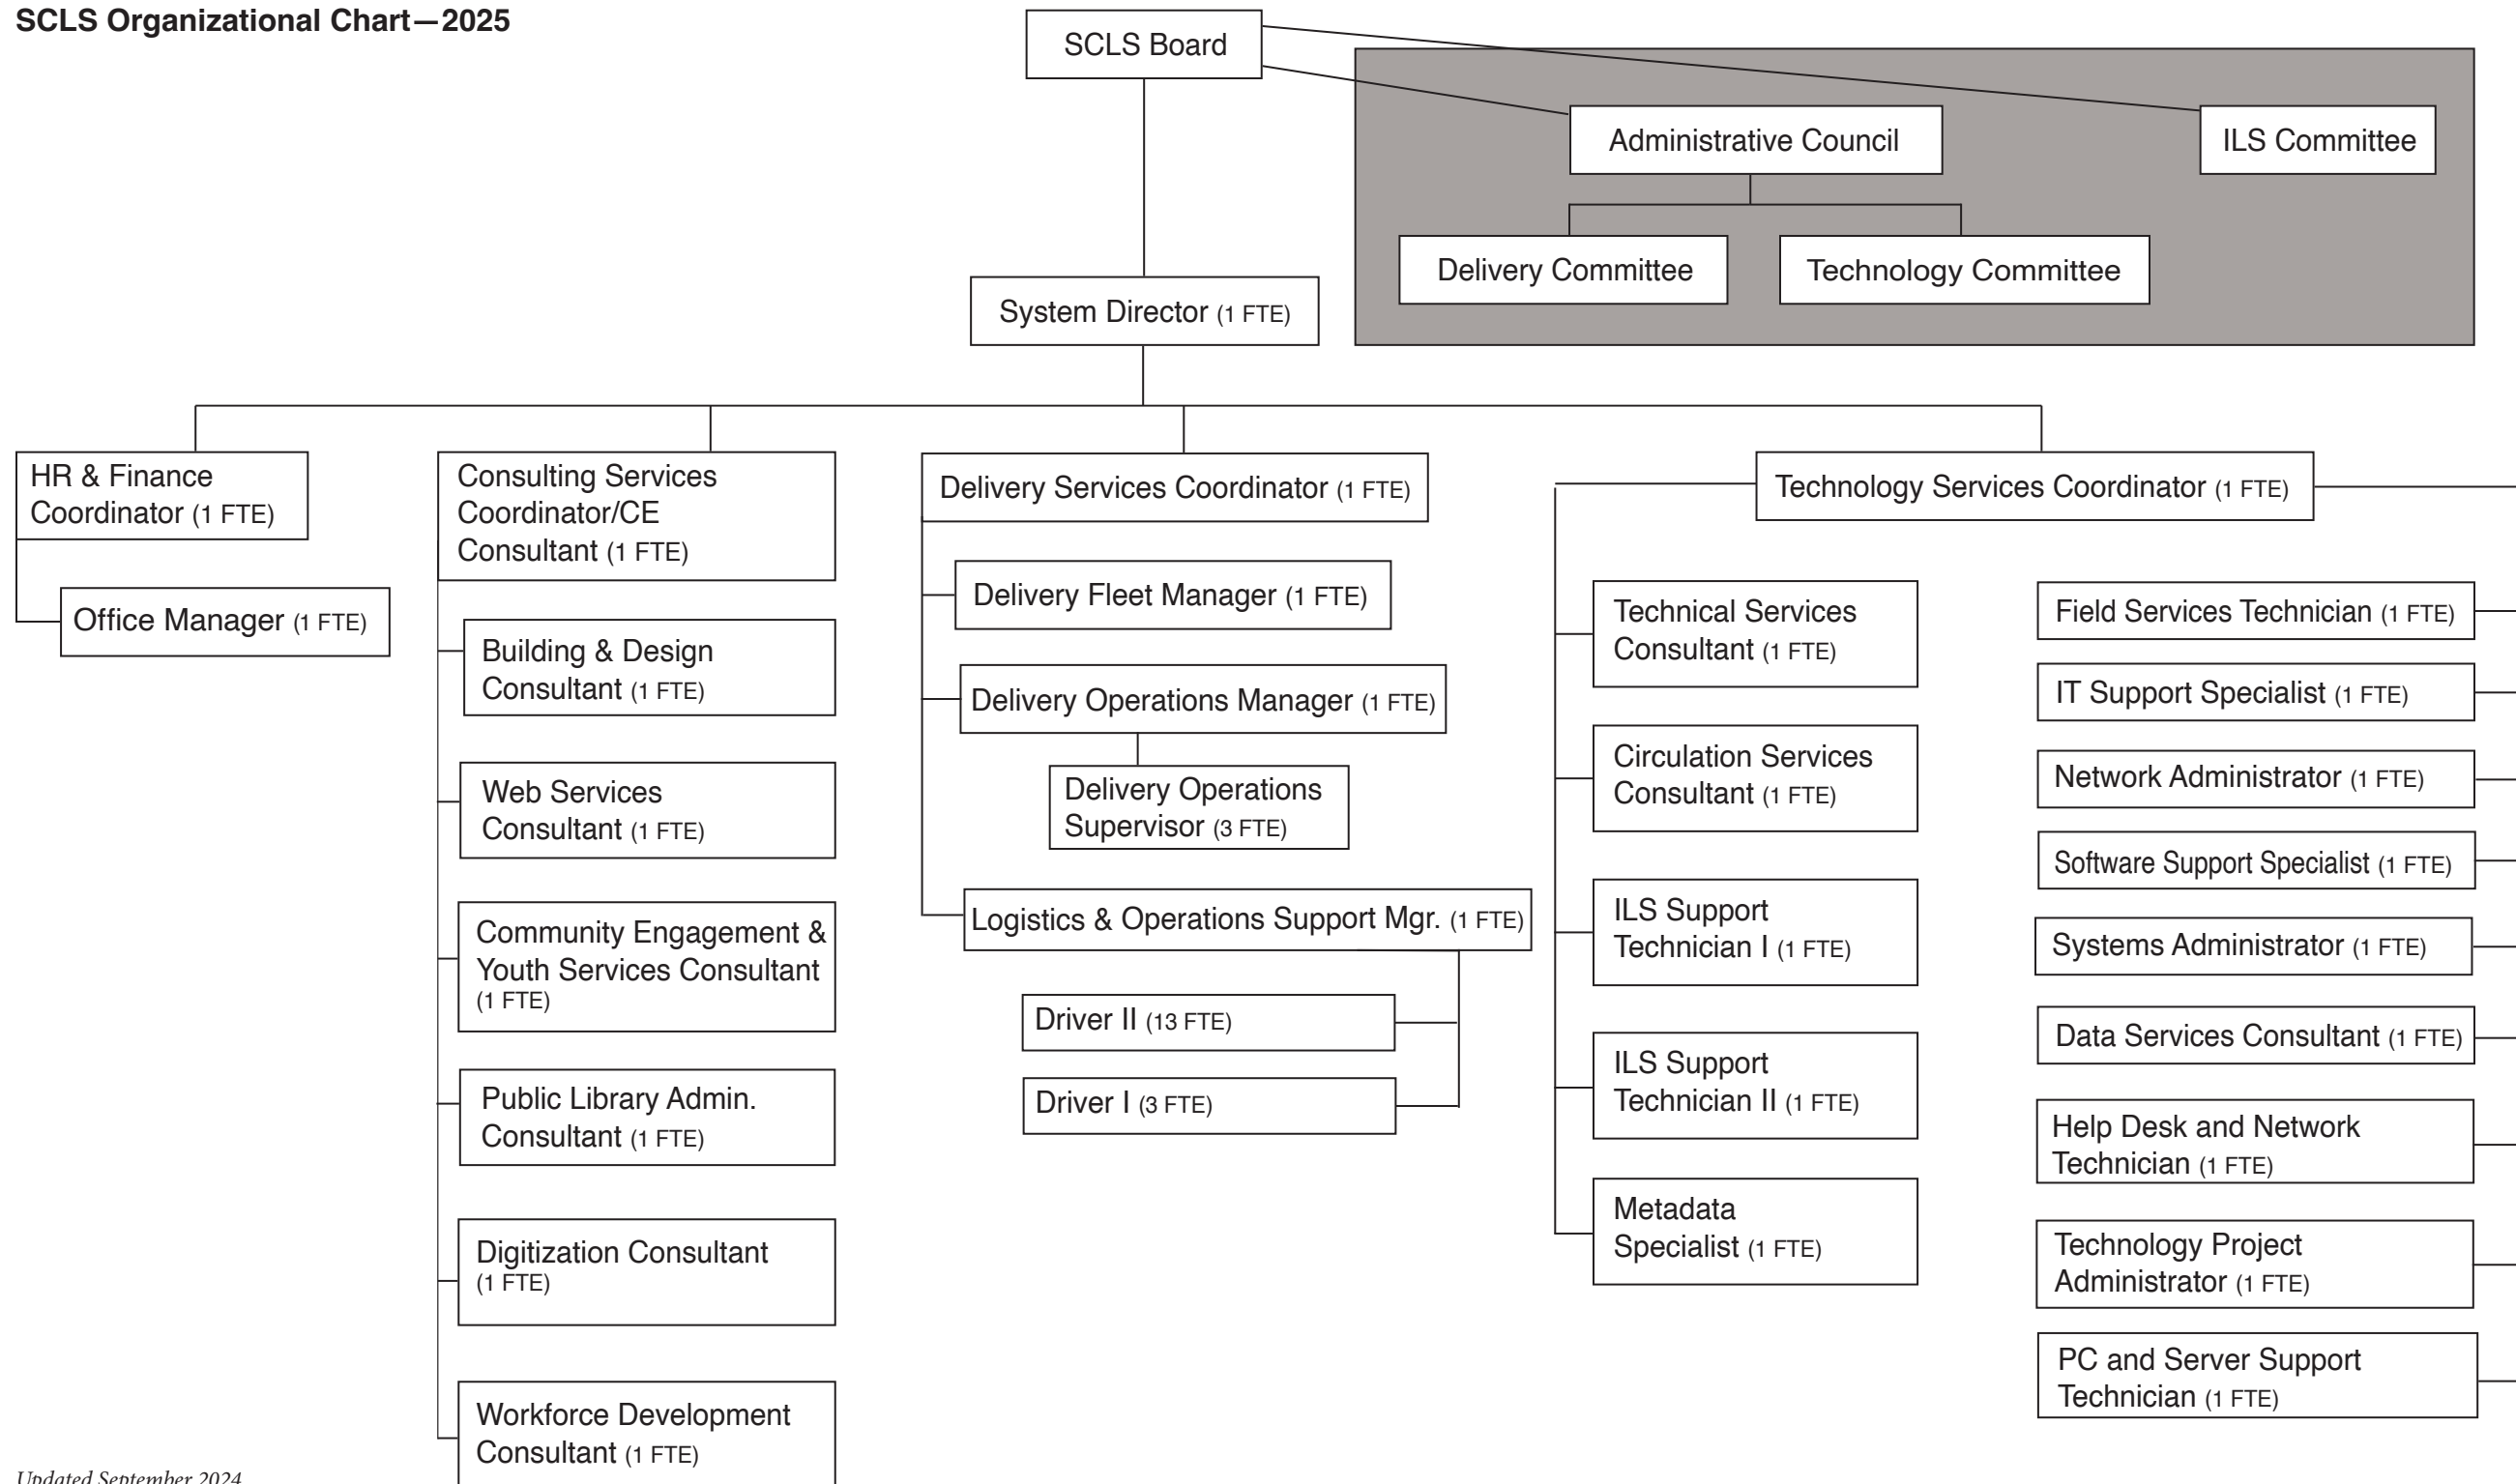 SCLS Organizational Chart—2025
SCLS Board
Administrative Council
ILS Committee
Delivery Committee
Technology Committee
System Director (1 FTE)
HR & Finance
Coordinator (1 FTE)
Office Manager (1 FTE)
Consulting Services
Coordinator/CE
Consultant (1 FTE)
Building & Design
Consultant (1 FTE)
Web Services
Consultant (1 FTE)
Community Engagement &
Youth Services Consultant
(1 FTE)
Public Library Admin.
Consultant (1 FTE)
Digitization Consultant
(1 FTE)
Workforce Development
Consultant (1 FTE)
Delivery Services Coordinator (1 FTE)
Delivery Fleet Manager (1 FTE)
Delivery Operations Manager (1 FTE)
Delivery Operations
Supervisor (3 FTE)
Logistics & Operations Support Mgr. (1 FTE)
Driver II (13 FTE)
Driver I (3 FTE)
Technology Services Coordinator (1 FTE)
Technical Services
Consultant (1 FTE)
Circulation Services
Consultant (1 FTE)
ILS Support
Technician I (1 FTE)
ILS Support
Technician II (1 FTE)
Metadata
Specialist (1 FTE)
Field Services Technician (1 FTE)
IT Support Specialist (1 FTE)
Network Administrator (1 FTE)
Software Support Specialist (1 FTE)
Systems Administrator (1 FTE)
Data Services Consultant (1 FTE)
Help Desk and Network
Technician (1 FTE)
Technology Project
Administrator (1 FTE)
PC and Server Support
Technician (1 FTE)
Updated September 2024